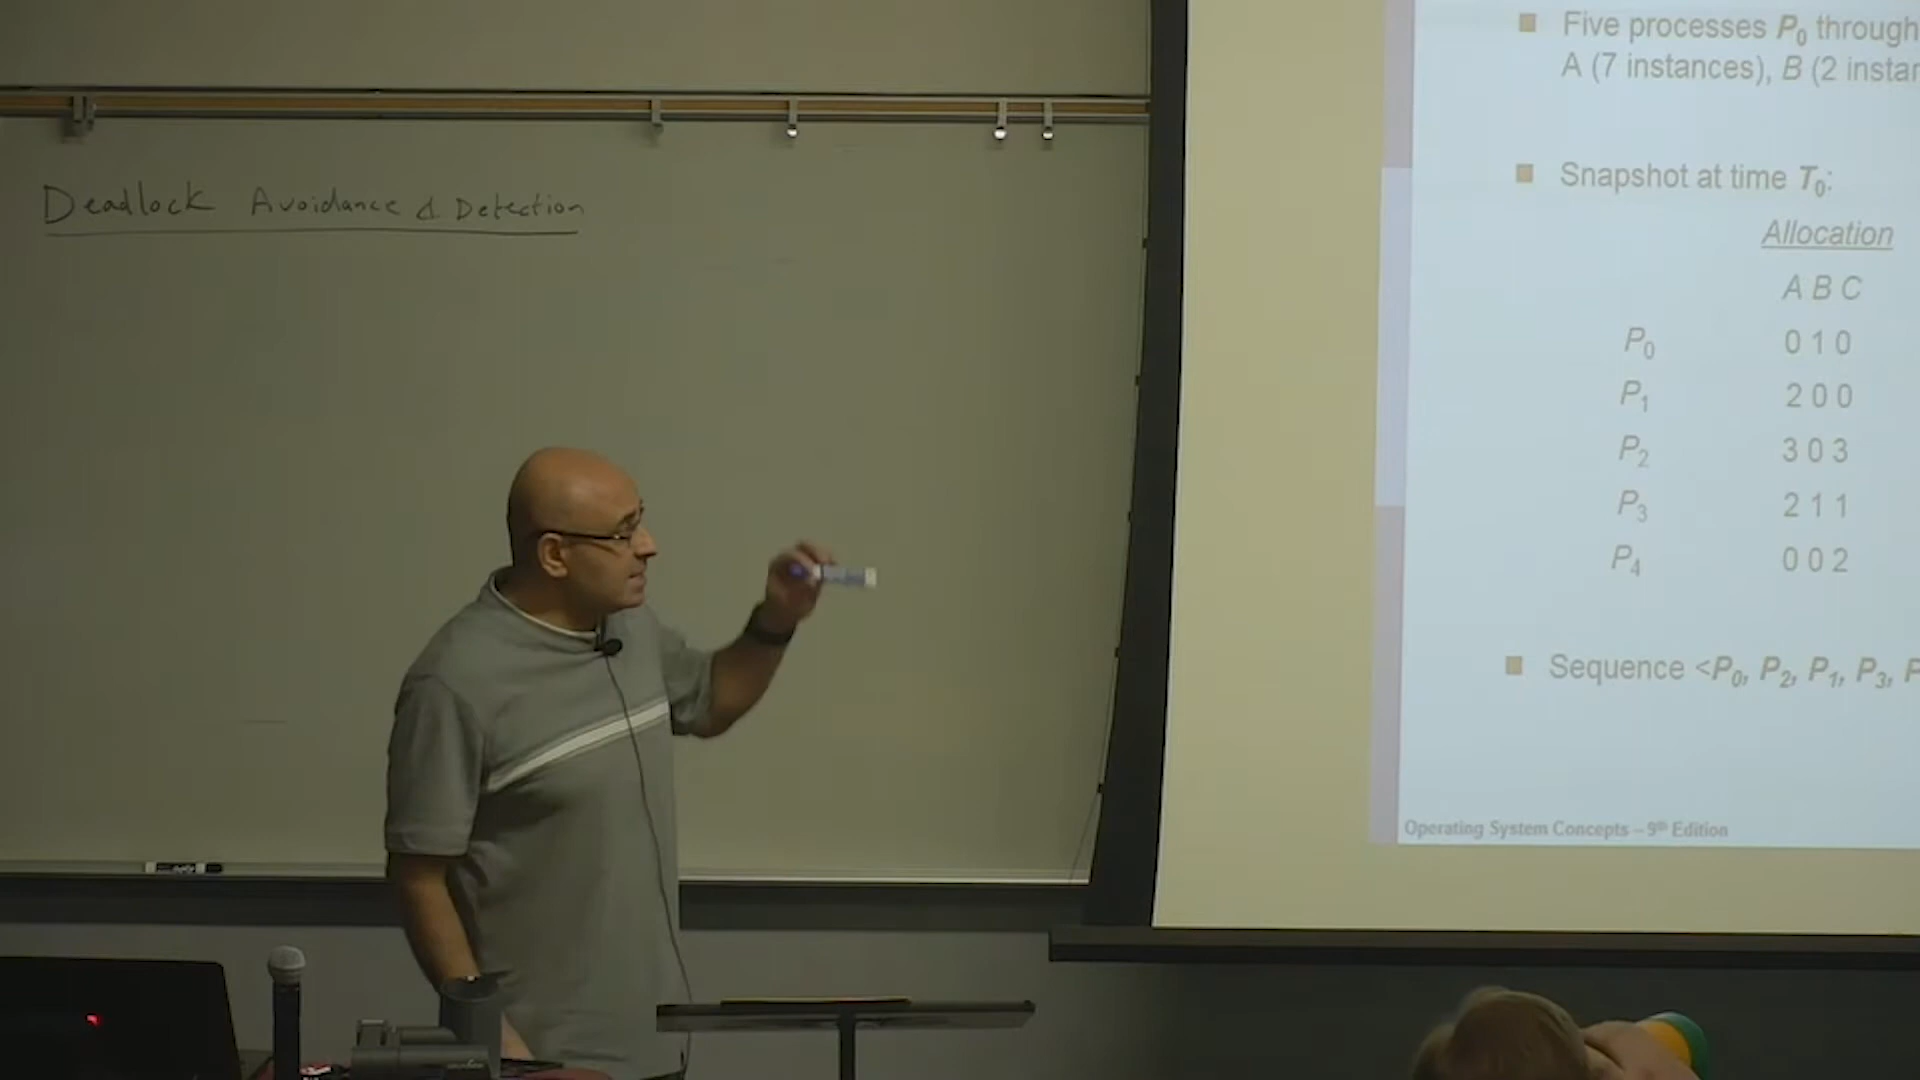 Deadlock Avoidance & Detection
Five processes P0 through
A (7 instances), B (2 instan
Snapshot at time T0:
Allocation
A B C
P0 0 1 0
P1 2 0 0
P2 3 0 3
P3 2 1 1
P4 0 0 2
Sequence <P0, P2, P1, P3, P
Operating System Concepts – 9th Edition